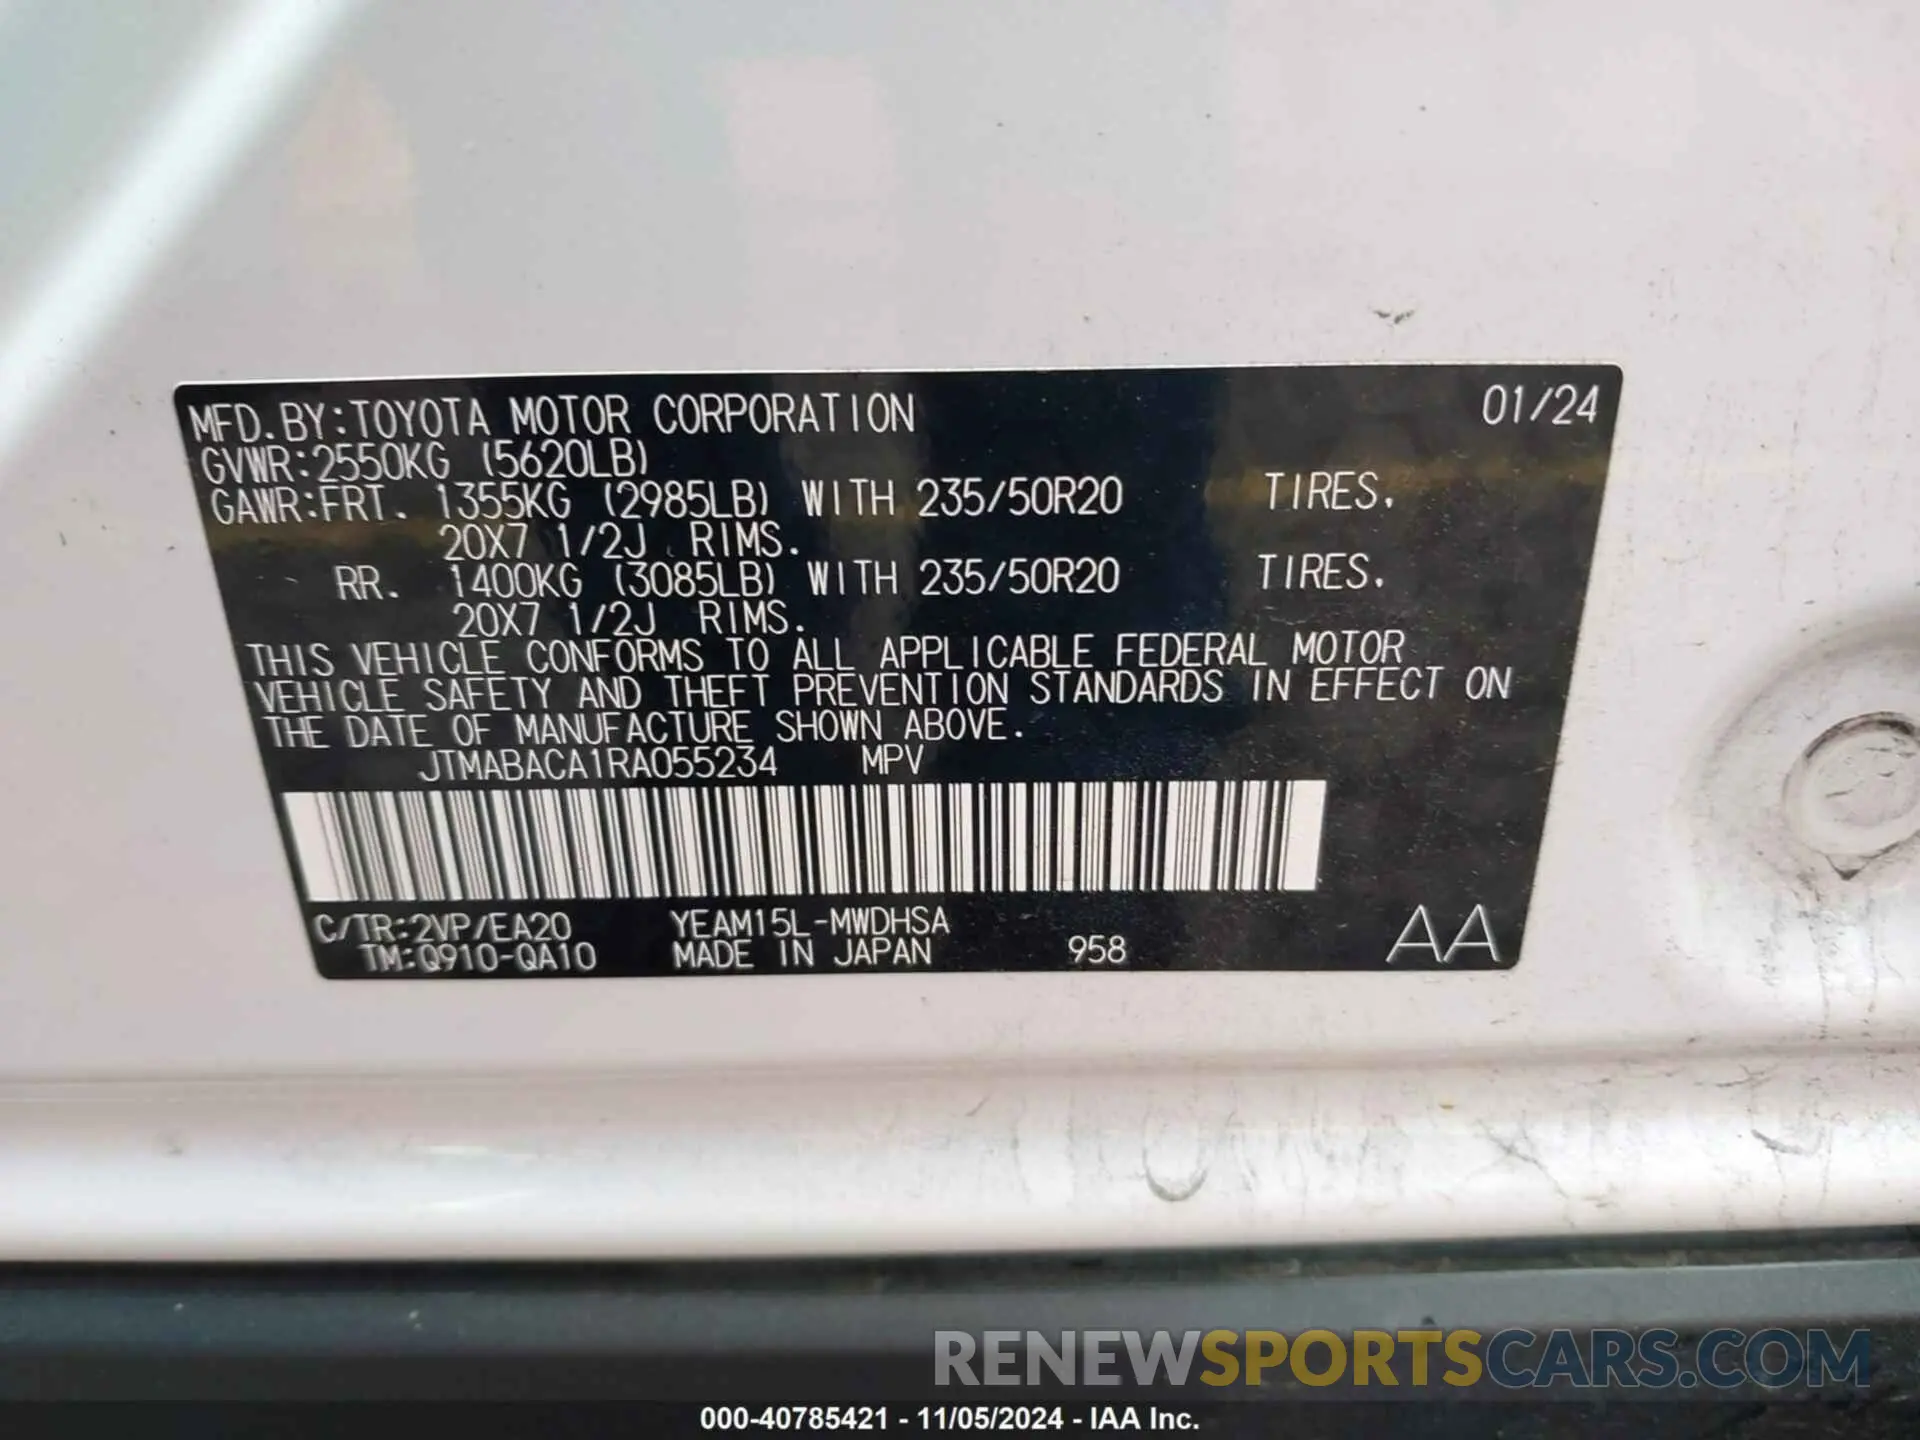 MFD.BY:TOYOTA MOTOR CORPORATION 01/24
GVWR:2550KG (5620LB)
GAWR:FRT. 1355KG (2985LB) WITH 235/50R20 TIRES.
20X7 1/2J RIMS.
RR. 1400KG (3085LB) WITH 235/50R20 TIRES.
20X7 1/2J RIMS.
THIS VEHICLE CONFORMS TO ALL APPLICABLE FEDERAL MOTOR
VEHICLE SAFETY AND THEFT PREVENTION STANDARDS IN EFFECT ON
THE DATE OF MANUFACTURE SHOWN ABOVE.
JTMABACA1RA055234 MPV
C/TR:2VP/EA20 YEAM15L-MWDHSA
TM:Q910-QA10 MADE IN JAPAN 958 AA
RENEWSPORTSCARS.COM
000-40785421 - 11/05/2024 - IAA Inc.